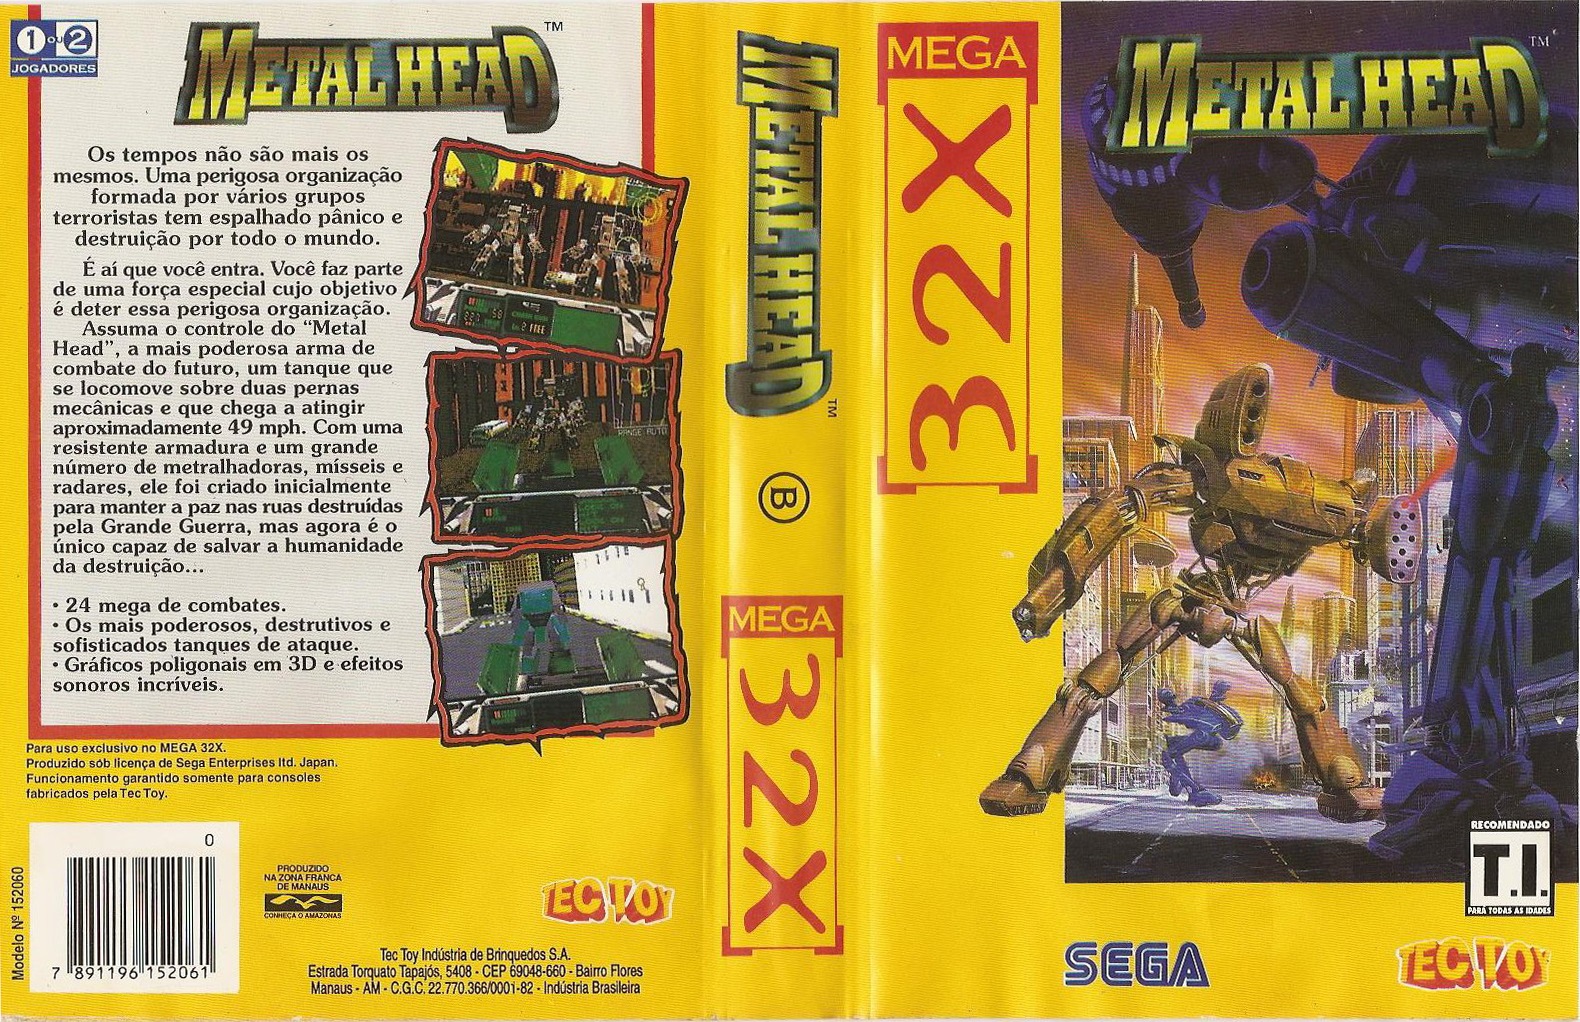 1 OU 2
JOGADORES
METAL HEAD ™
Os tempos não são mais os
mesmos. Uma perigosa organização
formada por vários grupos
terroristas tem espalhado pânico e
destruição por todo o mundo.
É aí que você entra. Você faz parte
de uma força especial cujo objetivo
é deter essa perigosa organização.
Assuma o controle do “Metal
Head”, a mais poderosa arma de
combate do futuro, um tanque que
se locomove sobre duas pernas
mecânicas e que chega a atingir
aproximadamente 49 mph. Com uma
resistente armadura e um grande
número de metralhadoras, mísseis e
radares, ele foi criado inicialmente
para manter a paz nas ruas destruídas
pela Grande Guerra, mas agora é o
único capaz de salvar a humanidade
da destruição...
• 24 mega de combates.
• Os mais poderosos, destrutivos e
sofisticados tanques de ataque.
• Gráficos poligonais em 3D e efeitos
sonoros incríveis.
RANGE AUTO
Para uso exclusivo no MEGA 32X.
Produzido sób licença de Sega Enterprises ltd. Japan.
Funcionamento garantido somente para consoles
fabricados pela Tec Toy.
Modelo Nº 152060
0
7 891196 152061
PRODUZIDO
NA ZONA FRANCA
DE MANAUS
CONHEÇA O AMAZONAS
TEC TOY
Tec Toy Indústria de Brinquedos S.A.
Estrada Torquato Tapajós, 5408 - CEP 69048-660 - Bairro Flores
Manaus - AM - C.G.C. 22.770.366/0001-82 - Indústria Brasileira
METAL HEAD ™
B
MEGA
32X
MEGA
32X
METAL HEAD ™
RECOMENDADO
T.I.
PARA TODAS AS IDADES
SEGA
TEC TOY